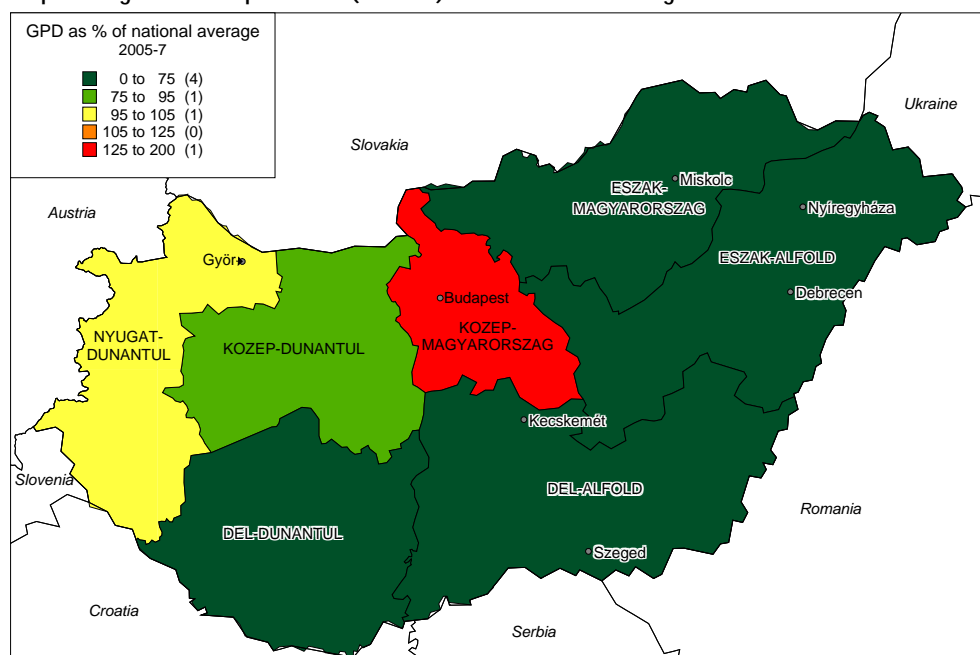 GPD as % of national average
2005-7
0 to 75 (4)
75 to 95 (1)
95 to 105 (1)
105 to 125 (0)
125 to 200 (1)
Ukraine
Slovakia
Austria
Miskolc
ESZAK-
MAGYARORSZAG
Nyíregyháza
ESZAK-ALFOLD
Györ
Debrecen
Budapest
KOZEP-
MAGYARORSZAG
NYUGAT-
DUNANTUL
KOZEP-DUNANTUL
Kecskemét
Slovenia
DEL-ALFOLD
Romania
DEL-DUNANTUL
Szeged
Croatia
Serbia